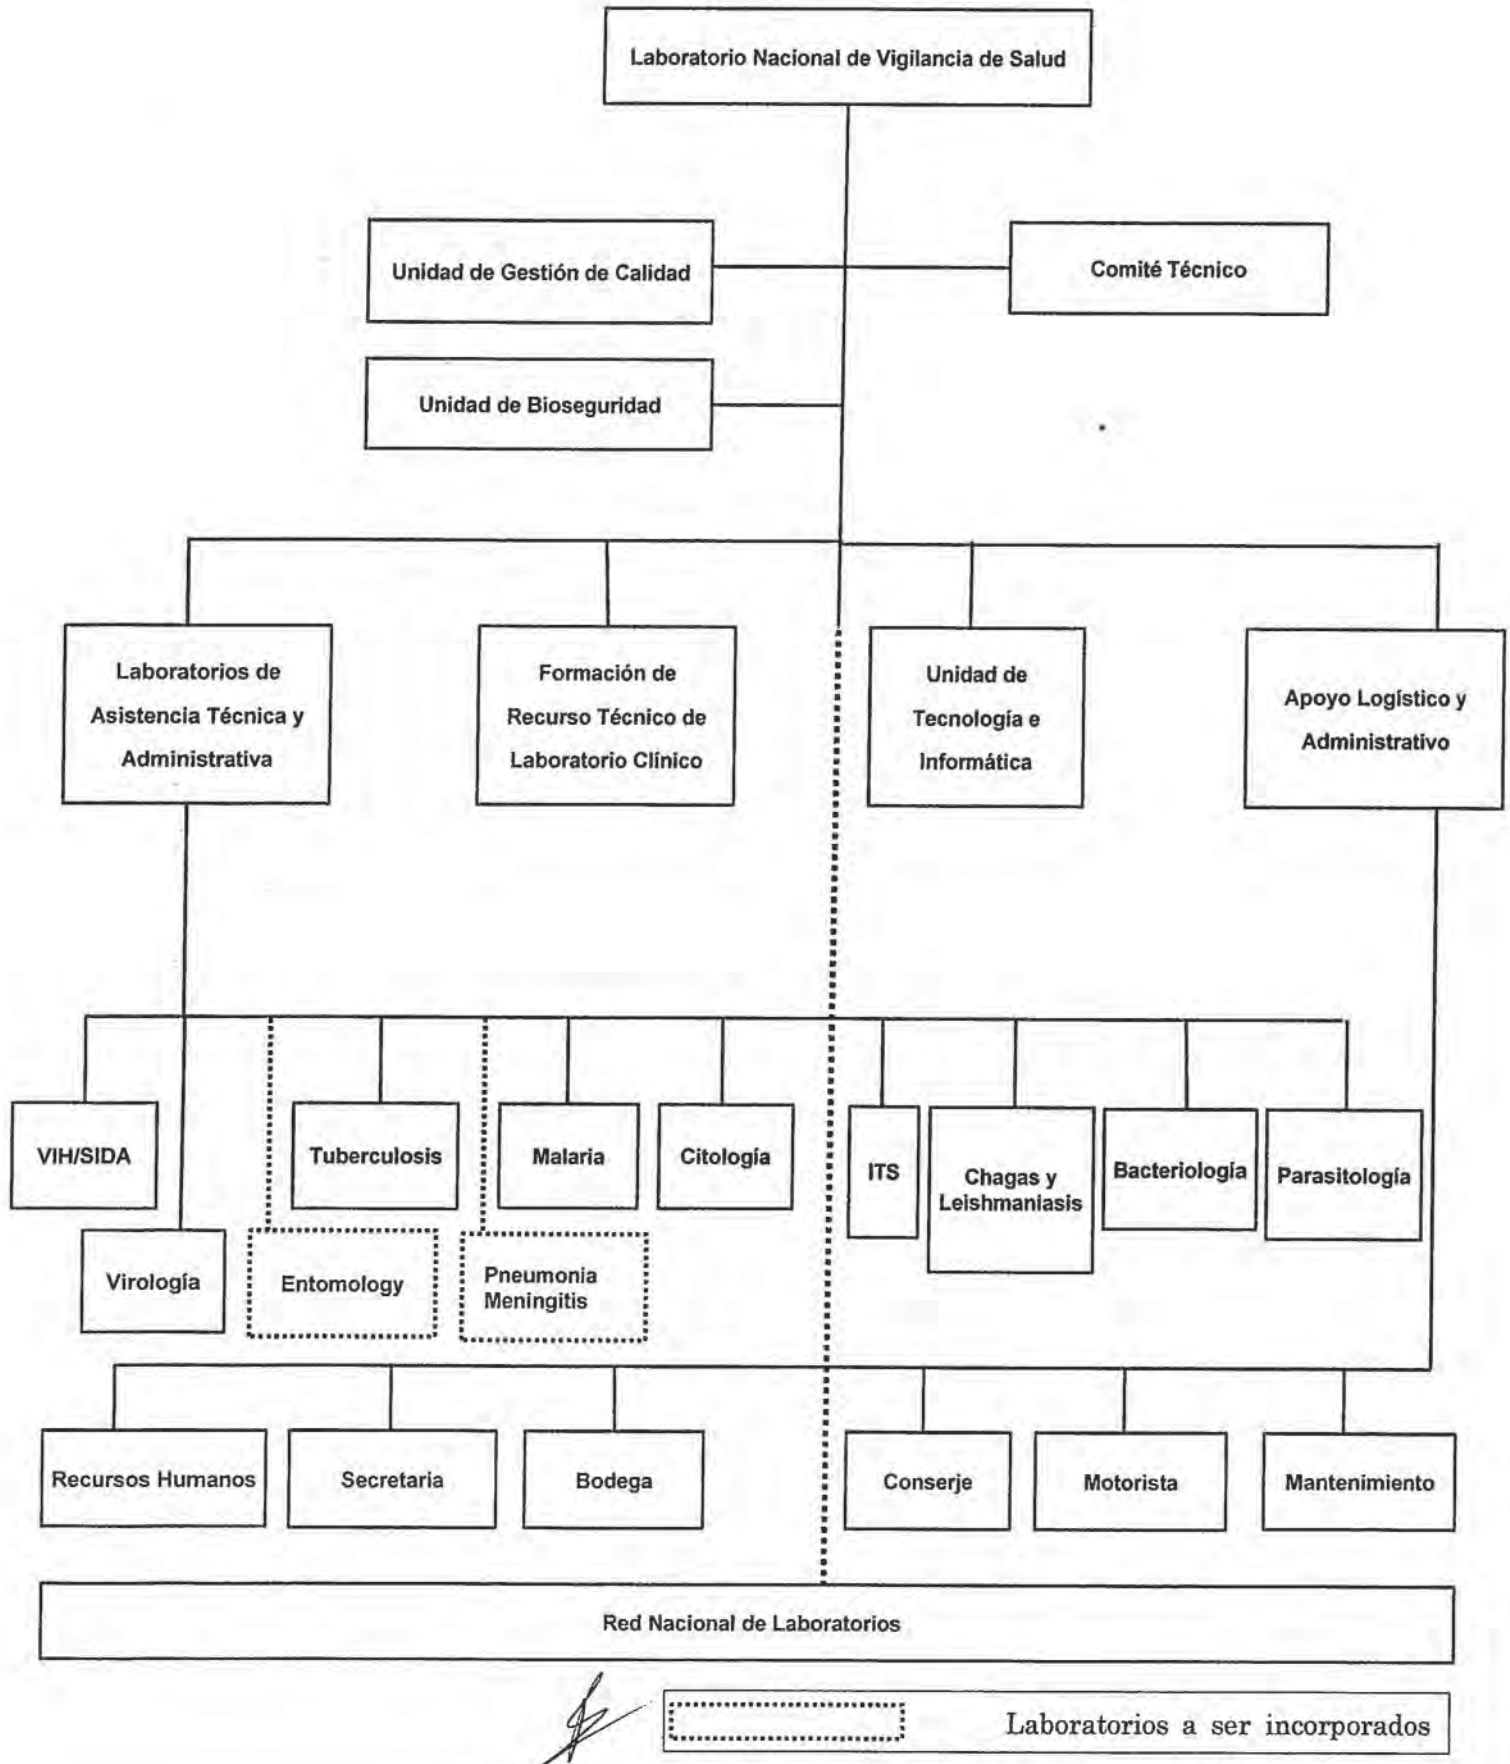 Laboratorio Nacional de Vigilancia de Salud
Unidad de Gestión de Calidad
Comité Técnico
Unidad de Bioseguridad
Laboratorios de
Asistencia Técnica y
Administrativa
Formación de
Recurso Técnico de
Laboratorio Clínico
Unidad de
Tecnología e
Informática
Apoyo Logístico y
Administrativo
VIH/SIDA
Tuberculosis
Malaria
Citología
ITS
Chagas y
Leishmaniasis
Bacteriología
Parasitología
Virología
Entomology
Pneumonia
Meningitis
Recursos Humanos
Secretaria
Bodega
Conserje
Motorista
Mantenimiento
Red Nacional de Laboratorios
Laboratorios a ser incorporados